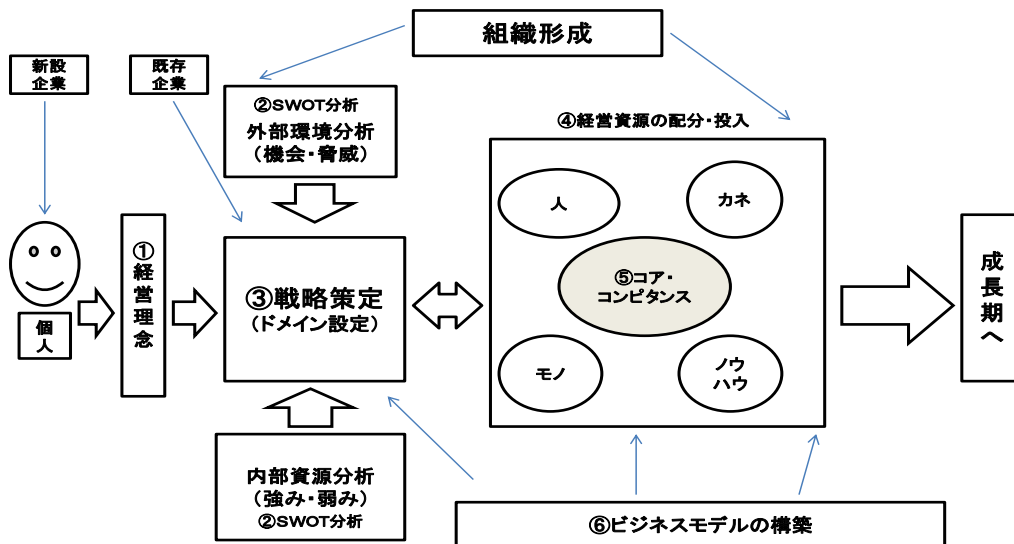 組織形成
新設
企業
既存
企業
②SWOT分析
外部環境分析
（機会・脅威）
④経営資源の配分・投入
人
カネ
⑤コア・
コンピタンス
モノ
ノウ
ハウ
個
人
①経営理念
③戦略策定
（ドメイン設定）
成長期へ
内部資源分析
（強み・弱み）
②SWOT分析
⑥ビジネスモデルの構築